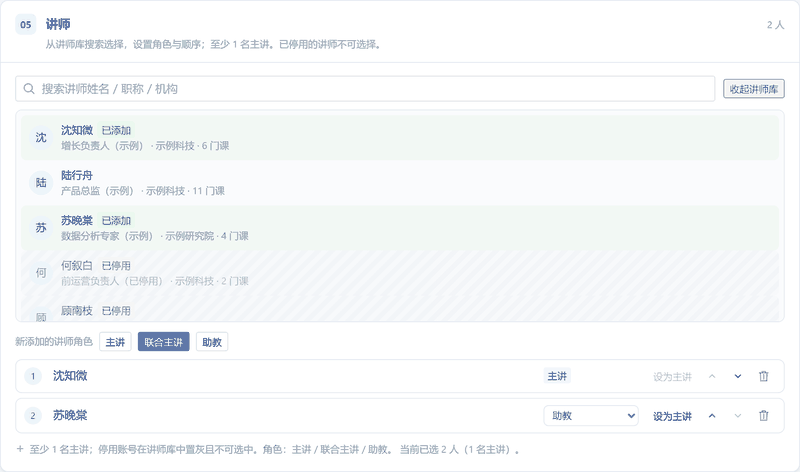 05 讲师 2 人
从讲师库搜索选择，设置角色与顺序；至少 1 名主讲。已停用的讲师不可选择。
搜索讲师姓名 / 职称 / 机构 收起讲师库
沈 沈知微 已添加
增长负责人（示例） · 示例科技 · 6 门课
陆 陆行舟
产品总监（示例） · 示例科技 · 11 门课
苏 苏晚棠 已添加
数据分析专家（示例） · 示例研究院 · 4 门课
何 何叙白 已停用
前运营负责人（已停用） · 示例科技 · 2 门课
顾 顾南枝 已停用
新添加的讲师角色 主讲 联合主讲 助教
1 沈知微 主讲 设为主讲
2 苏晚棠 助教 设为主讲
+ 至少 1 名主讲；停用账号在讲师库中置灰且不可选中。角色：主讲 / 联合主讲 / 助教。 当前已选 2 人（1 名主讲）。